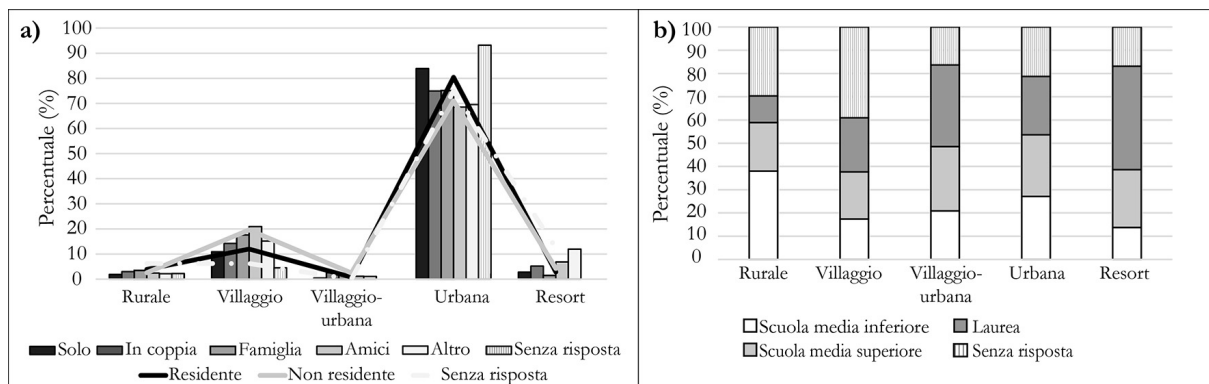 a)
Percentuale (%)
100
90
80
70
60
50
40
30
20
10
0
Rurale Villaggio Villaggio-urbana Urbana Resort
Solo In coppia Famiglia Amici Altro Senza risposta
Residente Non residente Senza risposta
b)
Percentuale (%)
100
90
80
70
60
50
40
30
20
10
0
Rurale Villaggio Villaggio-urbana Urbana Resort
Scuola media inferiore Laurea
Scuola media superiore Senza risposta